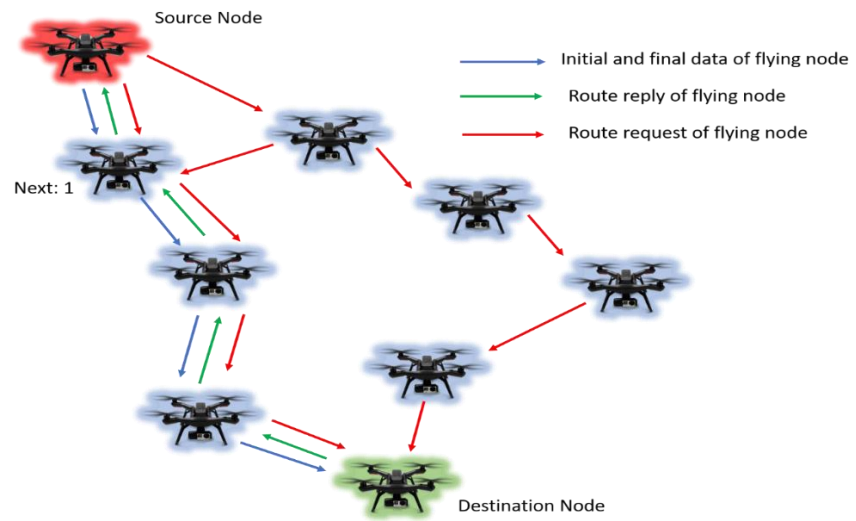 Source Node
Initial and final data of flying node
Route reply of flying node
Route request of flying node
Next: 1
Destination Node